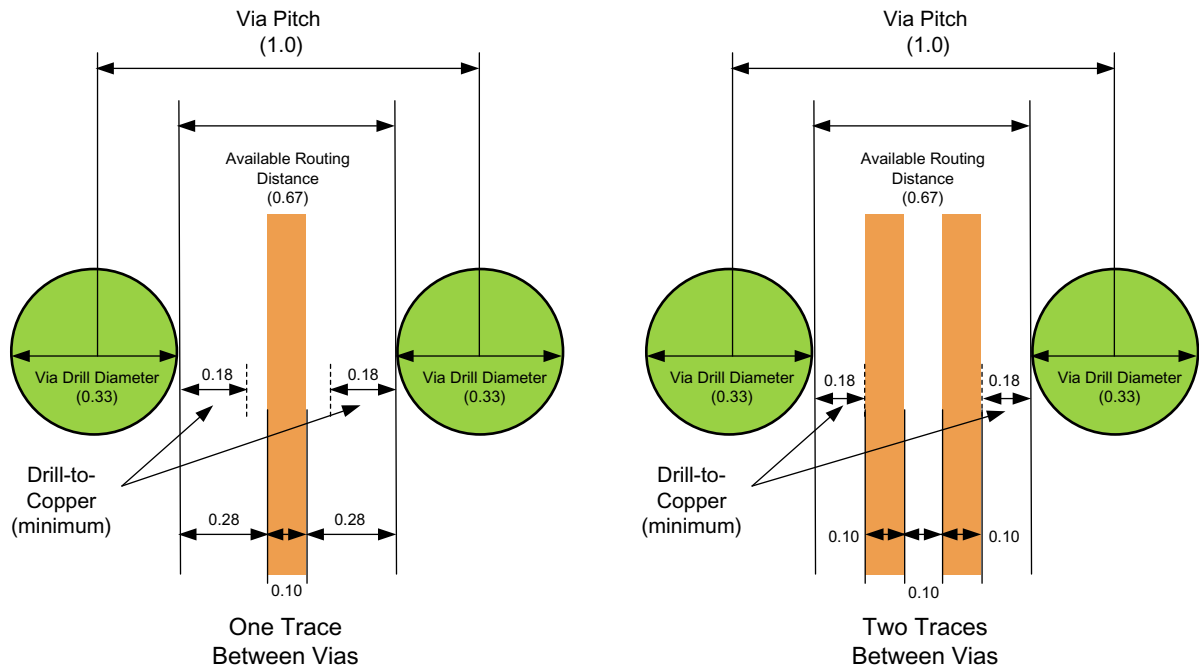 Via Pitch
(1.0)
Available Routing
Distance
(0.67)
Via Drill Diameter
(0.33)
0.18
0.18
Via Drill Diameter
(0.33)
Drill-to-
Copper
(minimum)
0.28
0.28
0.10
One Trace
Between Vias
Via Pitch
(1.0)
Available Routing
Distance
(0.67)
Via Drill Diameter
(0.33)
0.18
0.18
Via Drill Diameter
(0.33)
Drill-to-
Copper
(minimum)
0.10
0.10
0.10
Two Traces
Between Vias